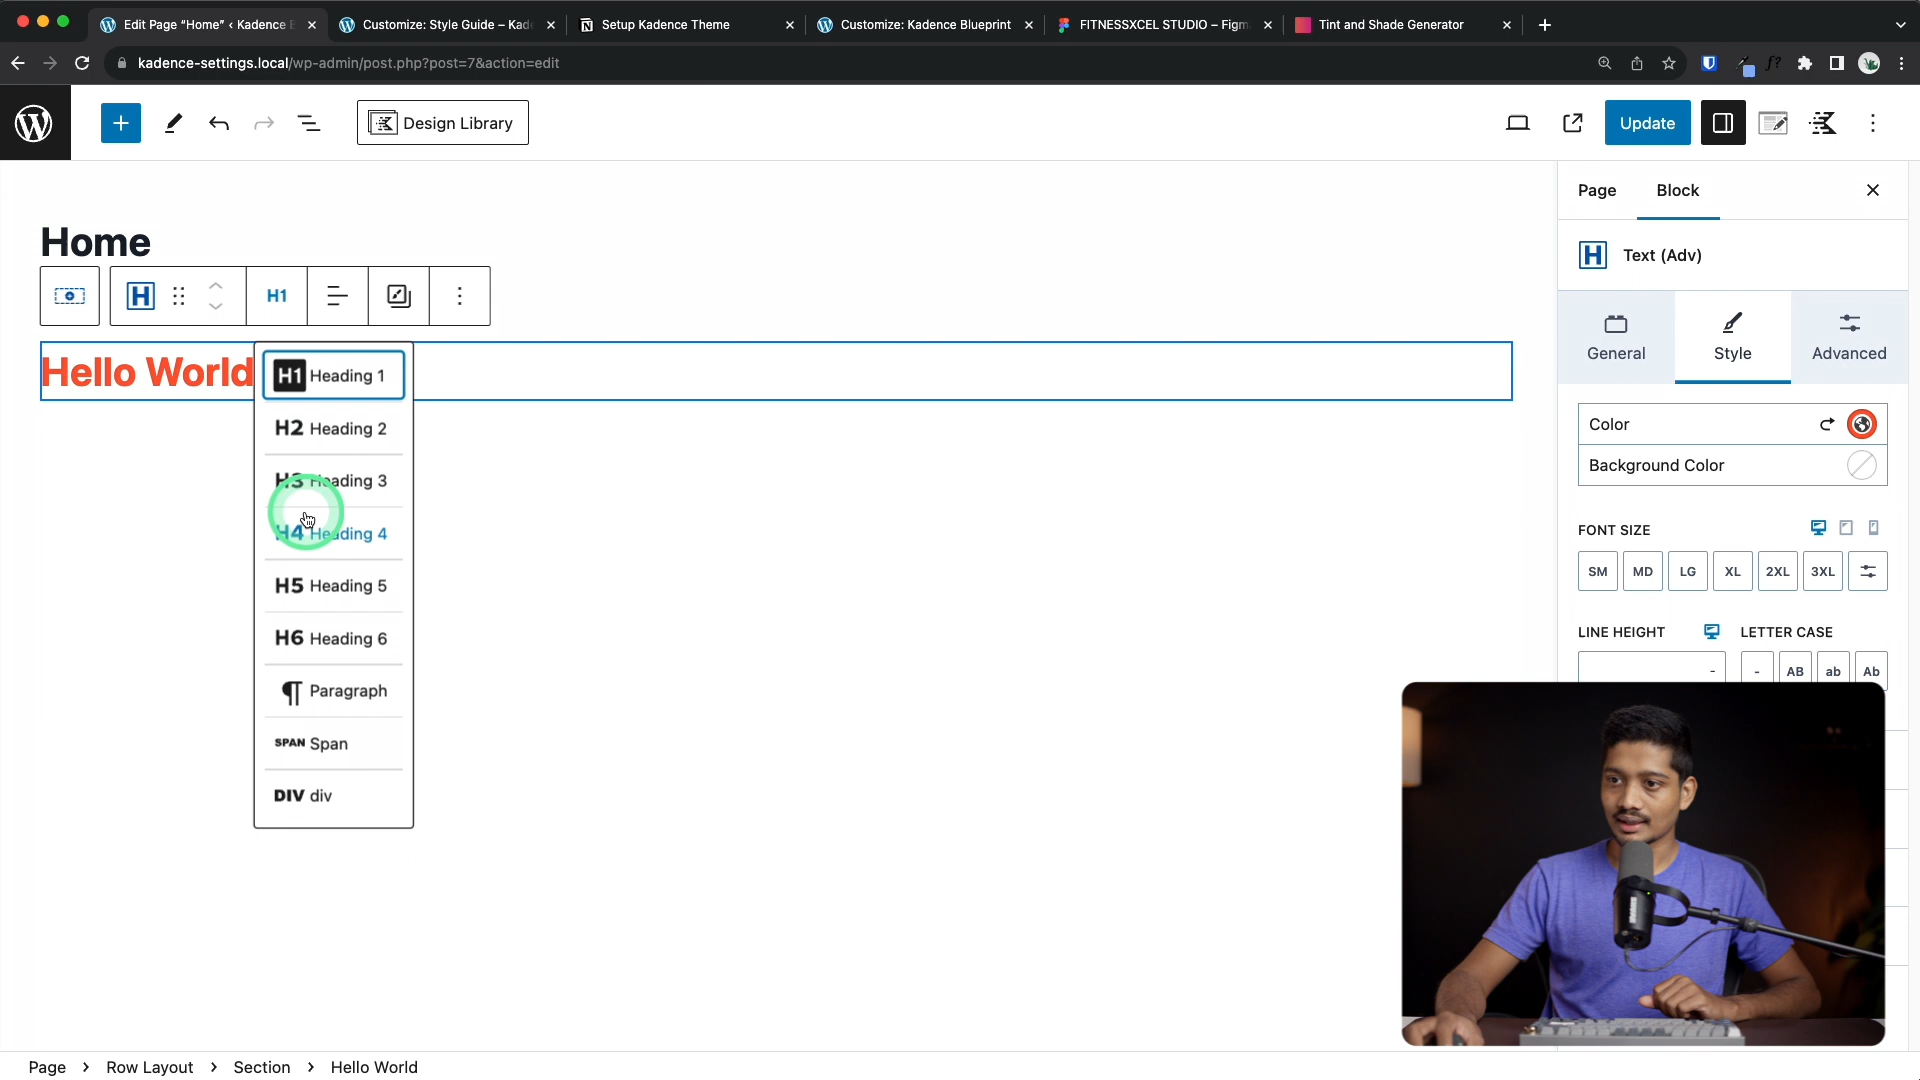 Edit Page "Home" ‹ Kadence B
Customize: Style Guide – Kade
Setup Kadence Theme
Customize: Kadence Blueprint
FITNESSXCEL STUDIO – Figm
Tint and Shade Generator
kadence-settings.local/wp-admin/post.php?post=7&action=edit
Design Library
Update
Page
Block
Home
Text (Adv)
H1
General
Style
Advanced
Hello World
H1 Heading 1
H2 Heading 2
H3 Heading 3
H4 Heading 4
H5 Heading 5
H6 Heading 6
¶ Paragraph
SPAN Span
DIV div
Color
Background Color
FONT SIZE
SM
MD
LG
XL
2XL
3XL
LINE HEIGHT
LETTER CASE
-
-
AB
ab
Ab
Page > Row Layout > Section > Hello World